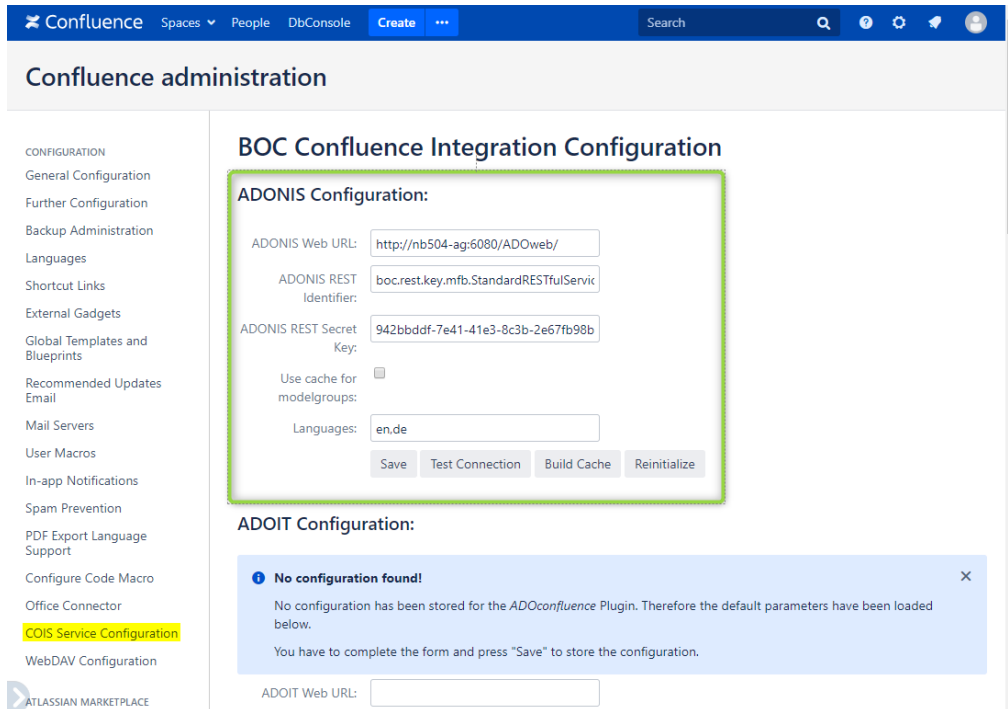 Confluence Spaces People DbConsole Create ... Search
Confluence administration
CONFIGURATION
General Configuration
Further Configuration
Backup Administration
Languages
Shortcut Links
External Gadgets
Global Templates and
Blueprints
Recommended Updates
Email
Mail Servers
User Macros
In-app Notifications
Spam Prevention
PDF Export Language
Support
Configure Code Macro
Office Connector
COIS Service Configuration
WebDAV Configuration
ATLASSIAN MARKETPLACE
BOC Confluence Integration Configuration
ADONIS Configuration:
ADONIS Web URL: http://nb504-ag:6080/ADOweb/
ADONIS REST
Identifier:
boc.rest.key.mfb.StandardRESTfulServic
ADONIS REST Secret
Key:
942bbddf-7e41-41e3-8c3b-2e67fb98b
Use cache for
modelgroups:
Languages: en,de
Save Test Connection Build Cache Reinitialize
ADOIT Configuration:
No configuration found!
No configuration has been stored for the ADOconfluence Plugin. Therefore the default parameters have been loaded
below.
You have to complete the form and press "Save" to store the configuration.
ADOIT Web URL: